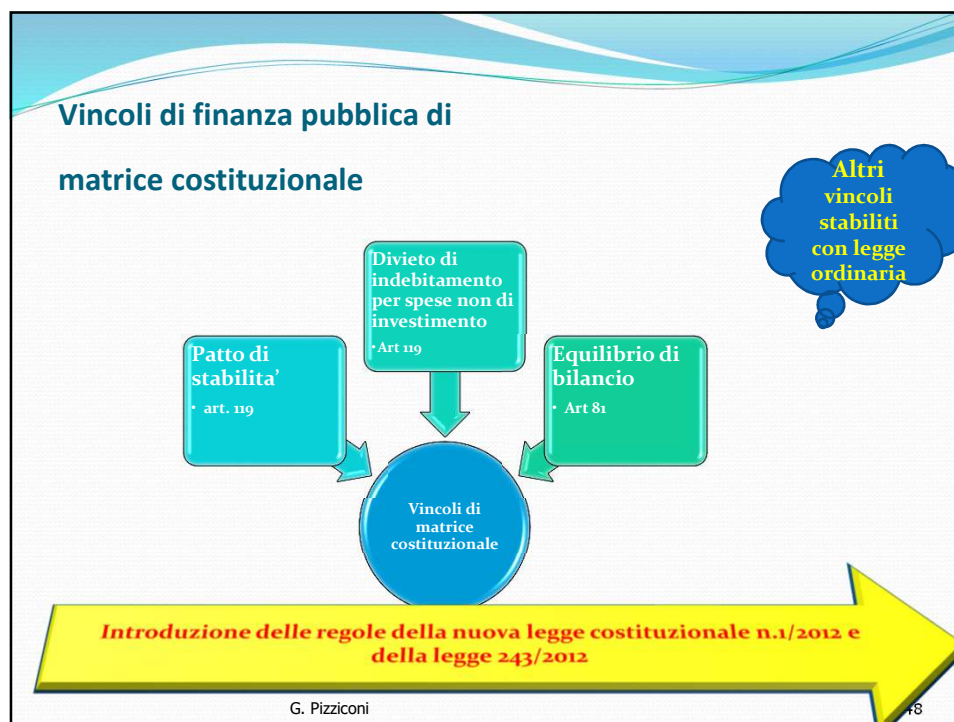 Vincoli di finanza pubblica di
matrice costituzionale
Altri
vincoli
stabiliti
con legge
ordinaria
Divieto di
indebitamento
per spese non di
investimento
• Art 119
Patto di
stabilita’
• art. 119
Equilibrio di
bilancio
• Art 81
Vincoli di
matrice
costituzionale
Introduzione delle regole della nuova legge costituzionale n.1/2012 e
della legge 243/2012
G. Pizziconi
48